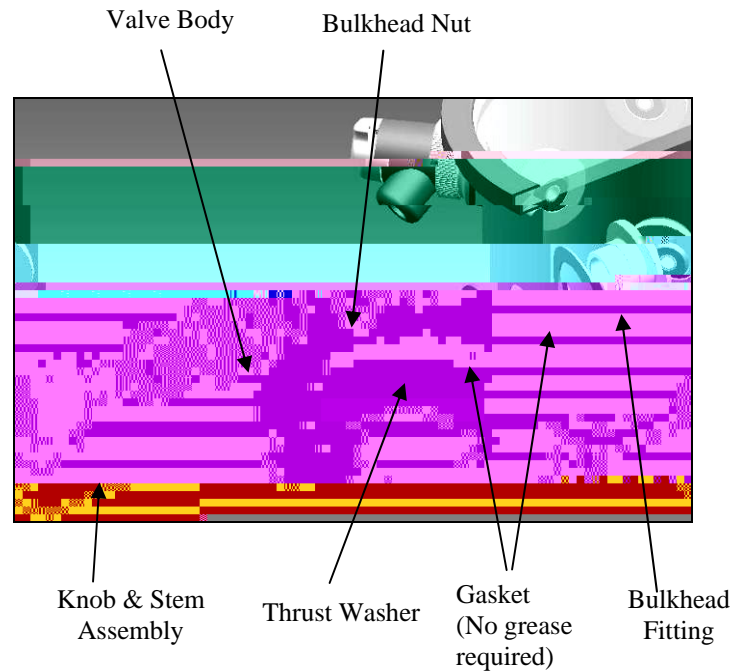 Valve Body
Bulkhead Nut
Knob & Stem
Assembly
Thrust Washer
Gasket
(No grease
required)
Bulkhead
Fitting